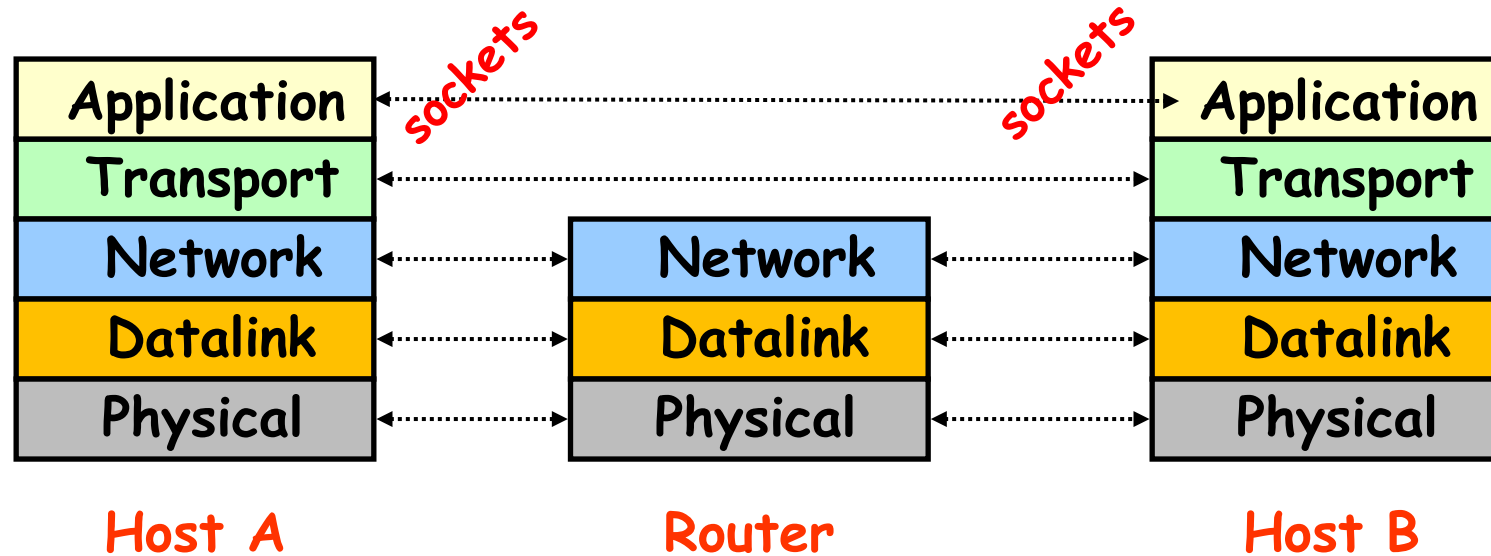 sockets
sockets
Application
Application
Transport
Transport
Network
Network
Network
Datalink
Datalink
Datalink
Physical
Physical
Physical
Host A
Router
Host B